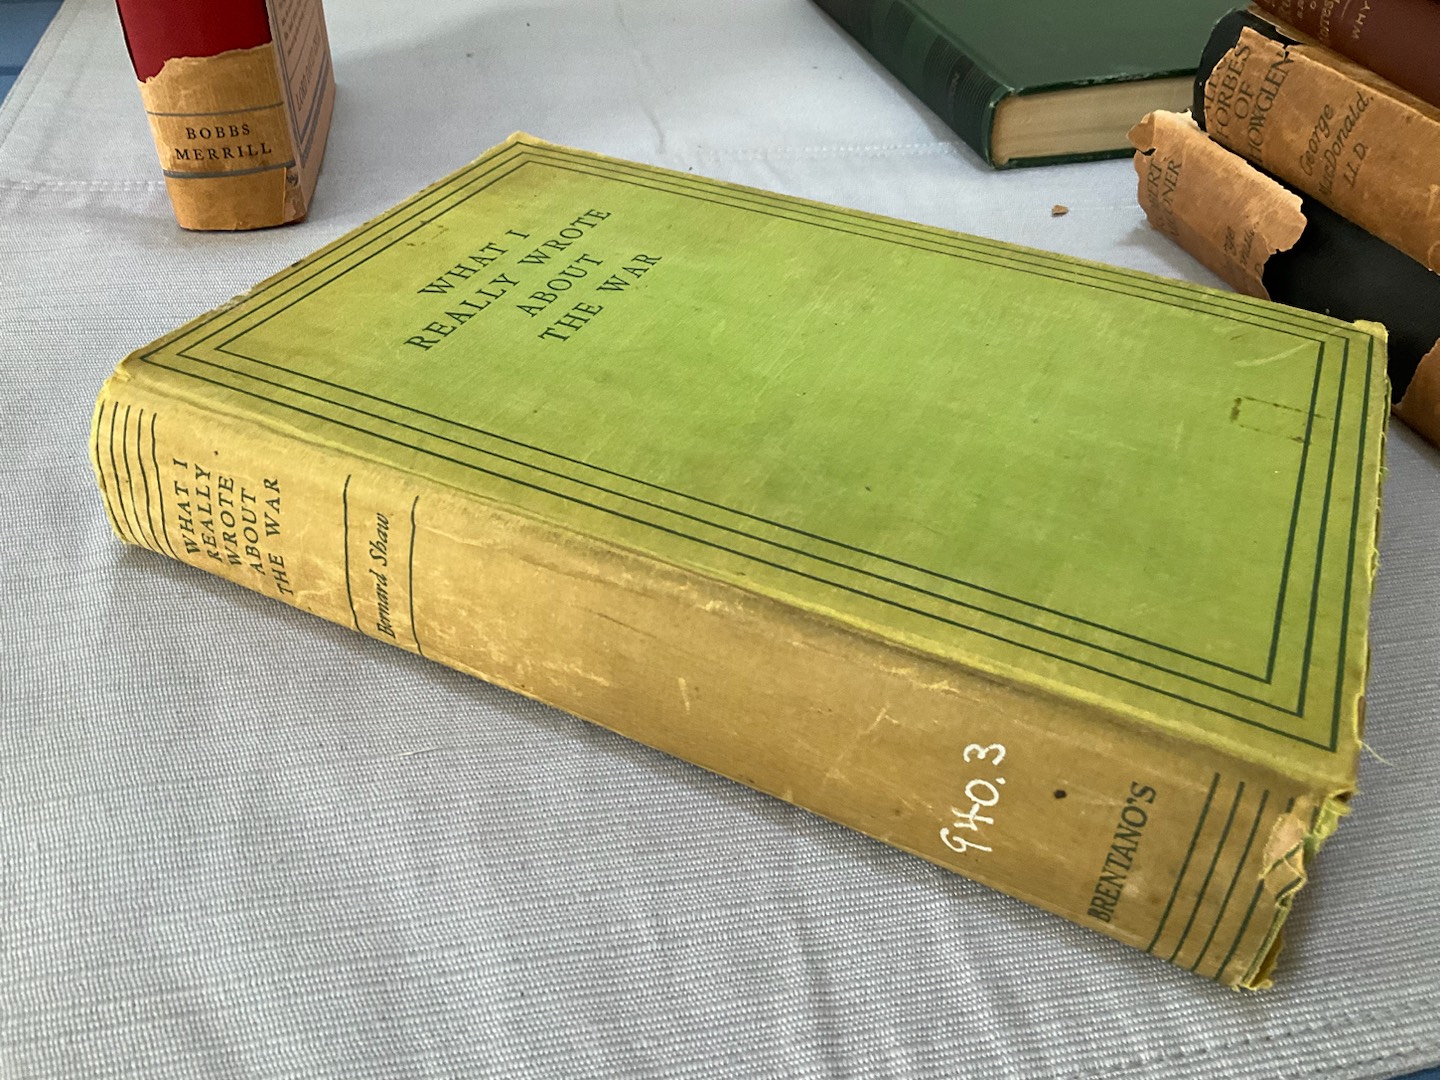 WHAT I
REALLY WROTE
ABOUT
THE WAR
WHAT I
REALLY
WROTE
ABOUT
THE WAR
Bernard Shaw
940.3
BRENTANO'S
BOBBS
MERRILL
FORBES
OF
HOWGLEN
George
MacDonald,
LL.D.
WHY